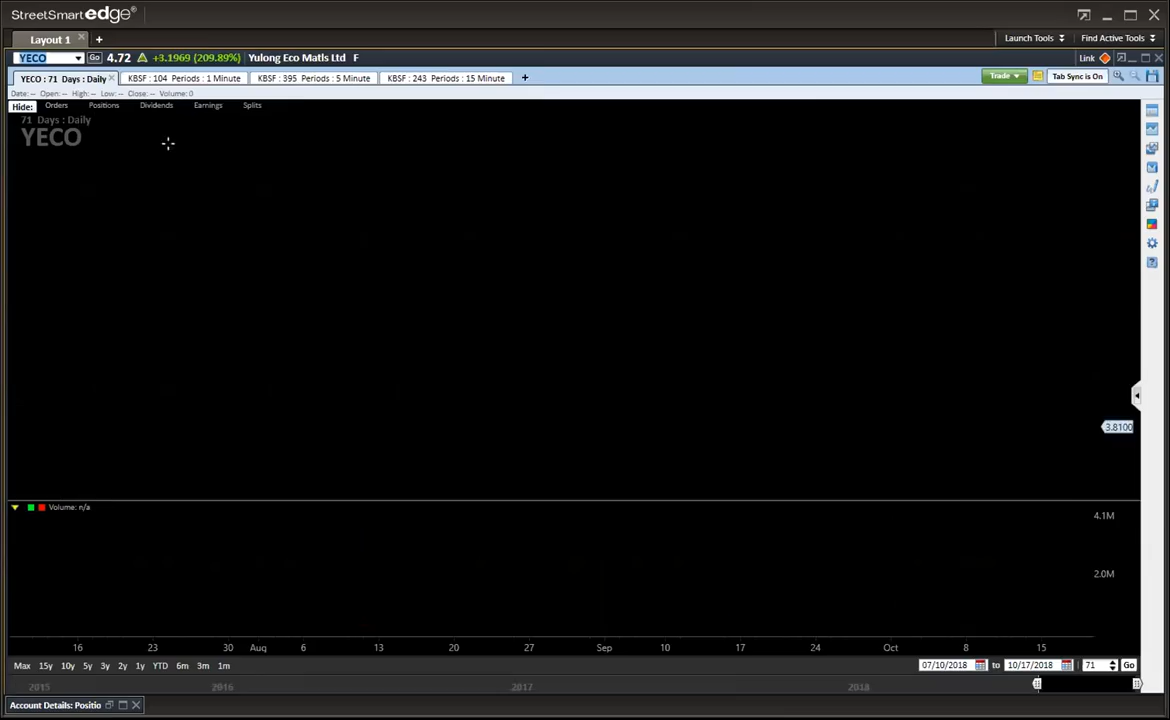 StreetSmart edge®
Layout 1
Launch Tools
Find Active Tools
YECO Go 4.72 +3.1969 (209.89%) Yulong Eco Matls Ltd F
Link
YECO : 71 Days : Daily
KBSF : 104 Periods : 1 Minute
KBSF : 395 Periods : 5 Minute
KBSF : 243 Periods : 15 Minute
+
Trade
Tab Sync is On
Date: -- Open: -- High: -- Low: -- Close: -- Volume: 0
Hide: Orders Positions Dividends Earnings Splits
71 Days : Daily
YECO
3.8100
Volume: n/a
4.1M
2.0M
16 23 30 Aug 6 13 20 27 Sep 10 17 24 Oct 8 15
Max 15y 10y 5y 3y 2y 1y YTD 6m 3m 1m
07/10/2018 to 10/17/2018 71 Go
2015 2016 2017 2018
Account Details: Positio